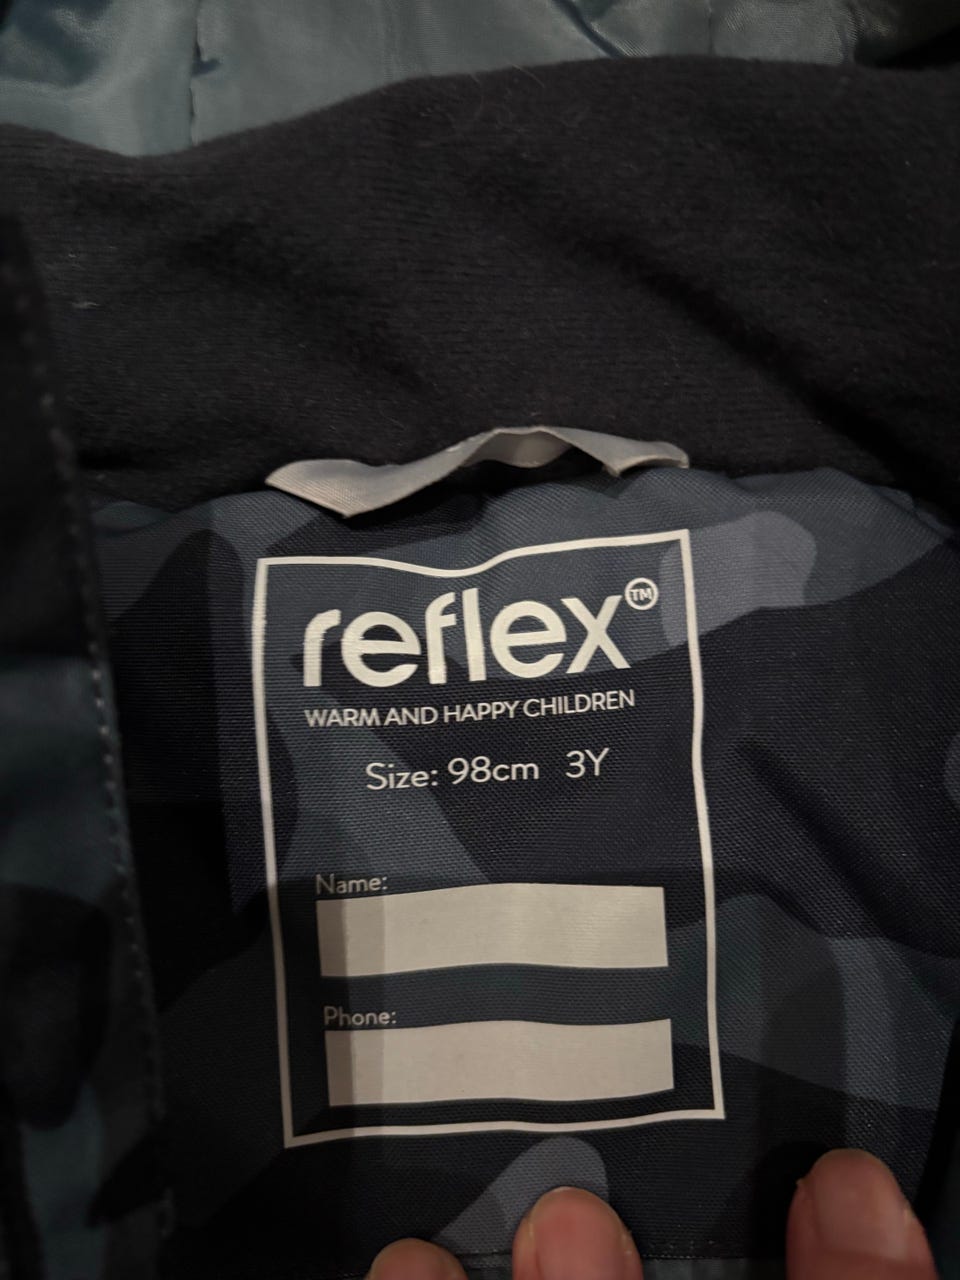 reflex™
WARM AND HAPPY CHILDREN
Size: 98cm 3Y
Name:
Phone: